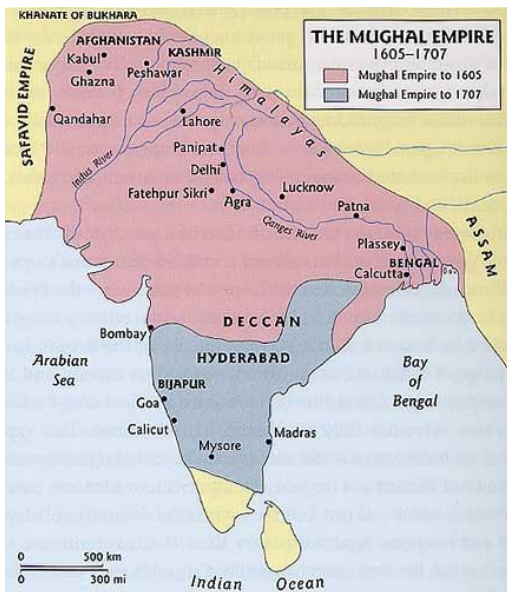 KHANATE OF BUKHARA
THE MUGHAL EMPIRE
1605–1707
Mughal Empire to 1605
Mughal Empire to 1707
AFGHANISTAN
KASHMIR
Kabul
Peshawar
Ghazna
Himalayas
SAFAVID EMPIRE
Qandahar
Lahore
Indus River
Panipat
Delhi
Fatehpur Sikri
Agra
Lucknow
Patna
Ganges River
ASSAM
Plassey
BENGAL
Calcutta
DECCAN
Bombay
HYDERABAD
Arabian
Sea
Bay
of
Bengal
BIJAPUR
Goa
Calicut
Mysore
Madras
0 500 km
0 300 mi
Indian Ocean